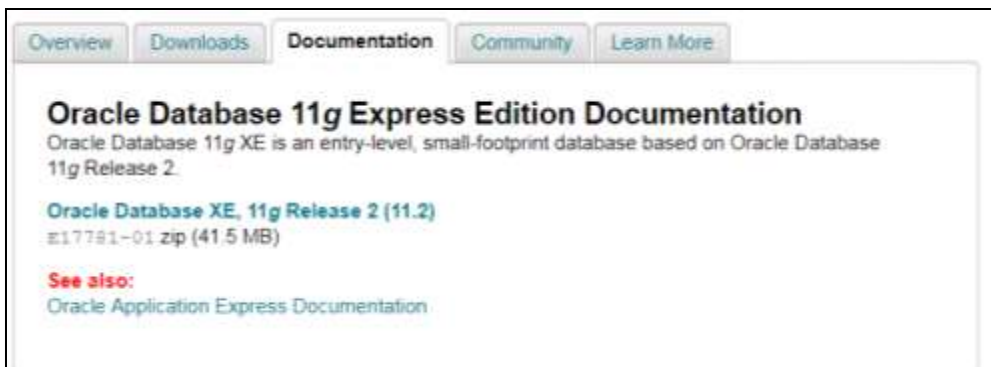 Overview Downloads Documentation Community Learn More
Oracle Database 11g Express Edition Documentation
Oracle Database 11g XE is an entry-level, small-footprint database based on Oracle Database
11g Release 2.
Oracle Database XE, 11g Release 2 (11.2)
E17781-01 zip (41.5 MB)
See also:
Oracle Application Express Documentation